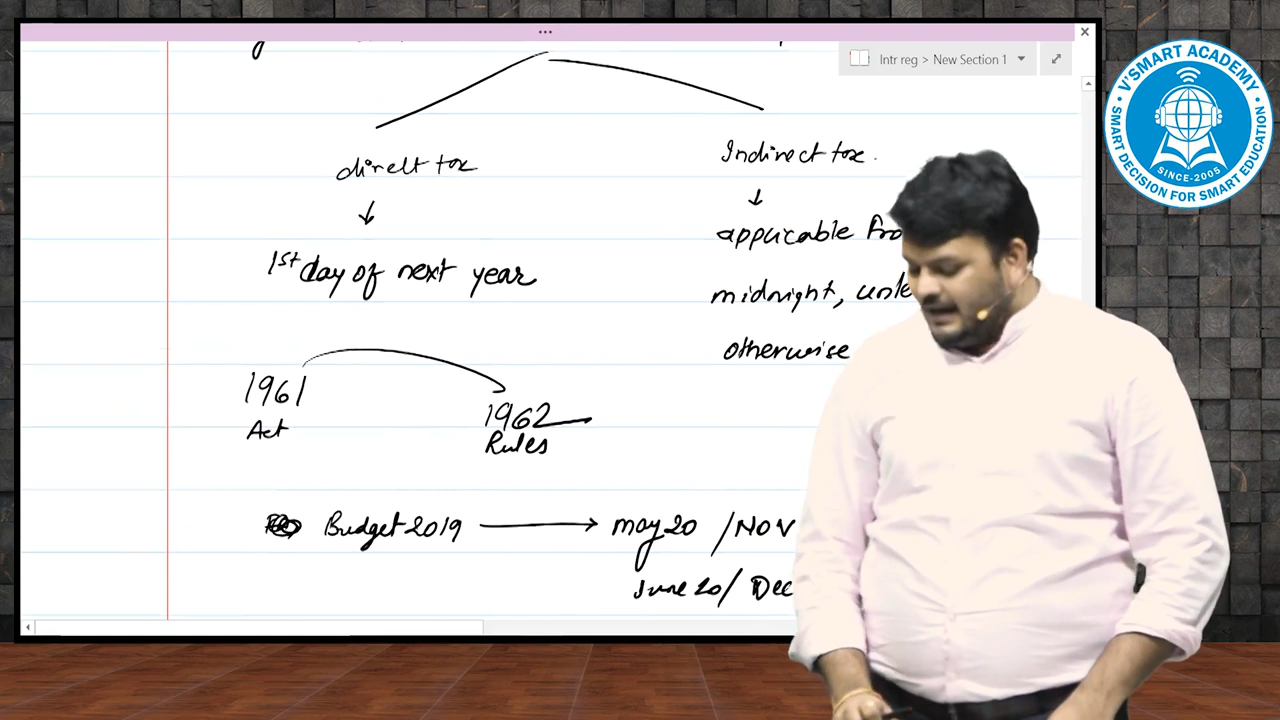 Intr reg > New Section 1
direct tax
Indirect tax.
↓
↓
applicable Fro
1st day of next year
midnight, unle
otherwise
1961
Act
1962
Rules
Budget 2019 → may 20 / NOV
June 20/ Dec
V'SMART ACADEMY
SINCE-2005
SMART DECISION FOR SMART EDUCATION